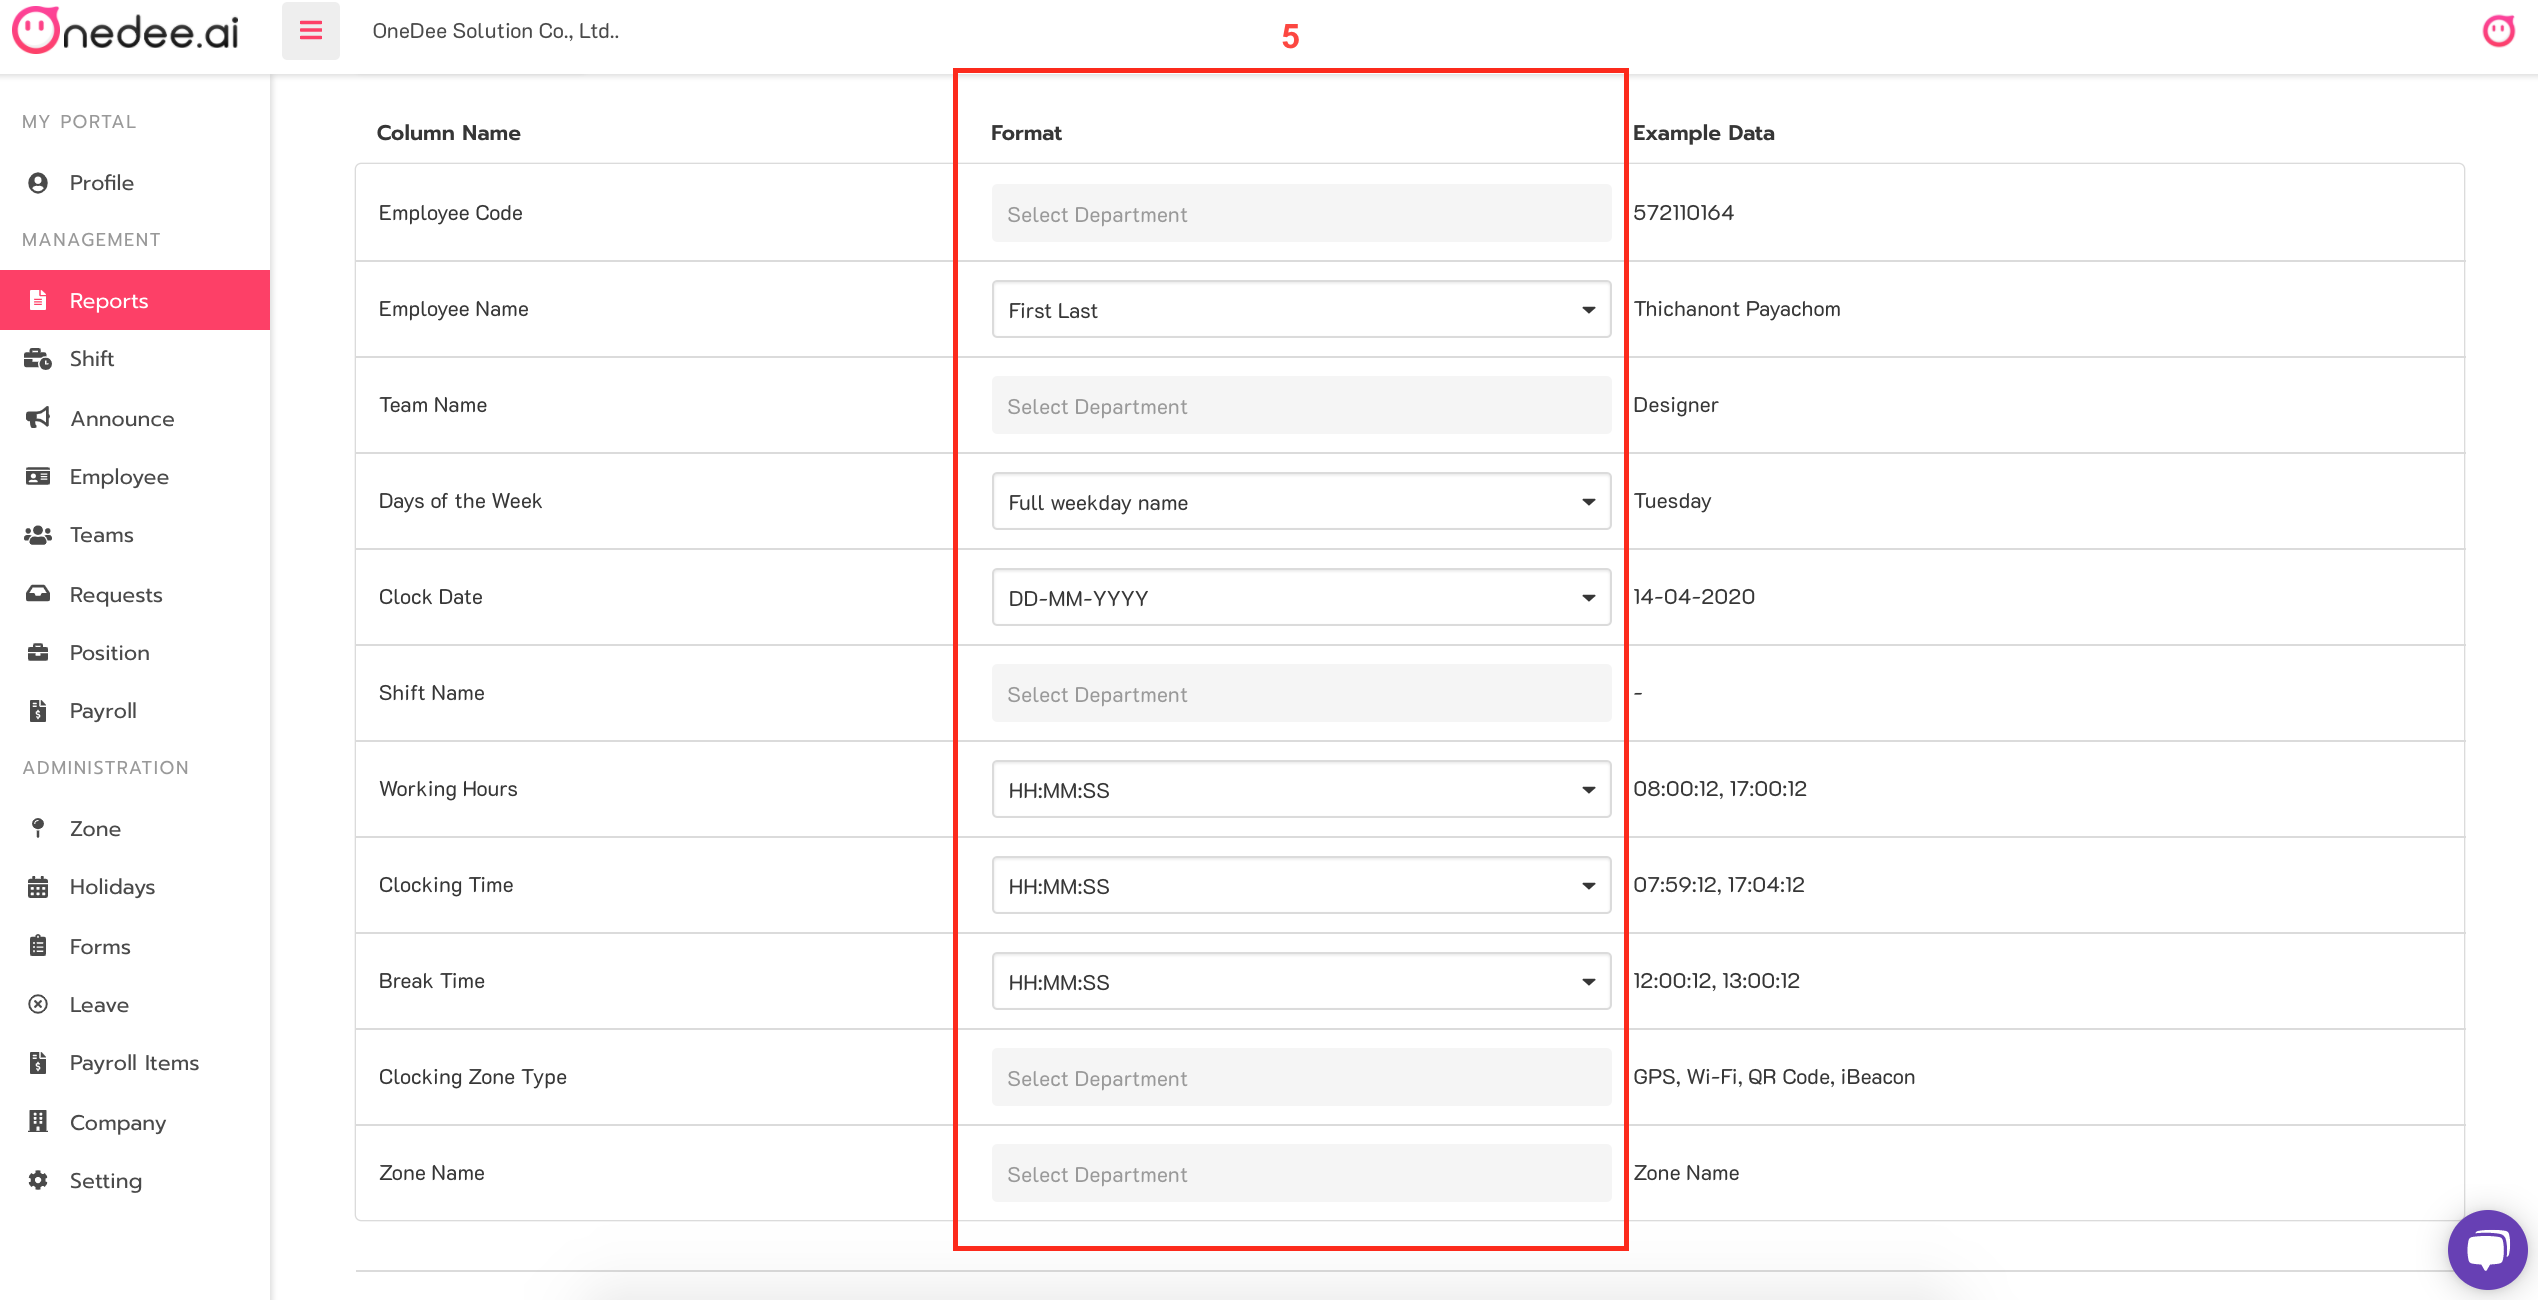 Onedee.ai
OneDee Solution Co., Ltd..
5
MY PORTAL
Profile
MANAGEMENT
Reports
Shift
Announce
Employee
Teams
Requests
Position
Payroll
ADMINISTRATION
Zone
Holidays
Forms
Leave
Payroll Items
Company
Setting
Column Name Format Example Data
Employee Code Select Department 572110164
Employee Name First Last Thichanont Payachom
Team Name Select Department Designer
Days of the Week Full weekday name Tuesday
Clock Date DD-MM-YYYY 14-04-2020
Shift Name Select Department -
Working Hours HH:MM:SS 08:00:12, 17:00:12
Clocking Time HH:MM:SS 07:59:12, 17:04:12
Break Time HH:MM:SS 12:00:12, 13:00:12
Clocking Zone Type Select Department GPS, Wi-Fi, QR Code, iBeacon
Zone Name Select Department Zone Name